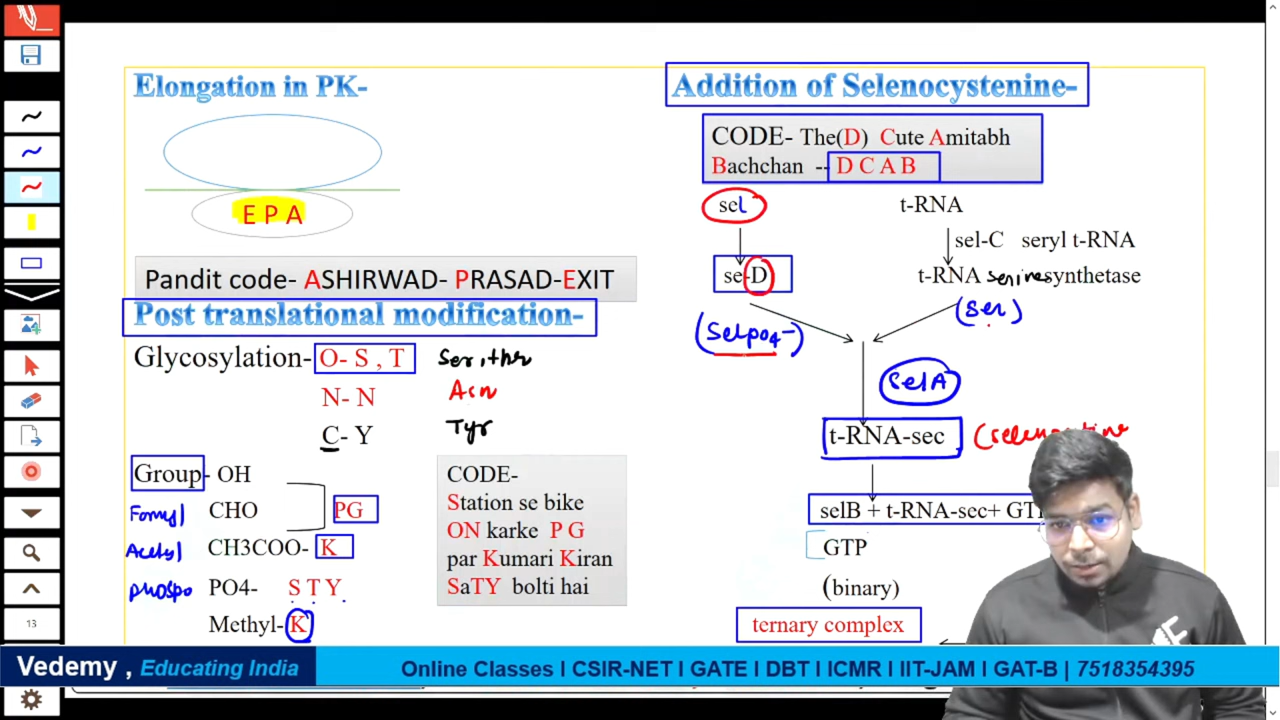 Elongation in PK-
E P A
Pandit code- ASHIRWAD- PRASAD-EXIT
Post translational modification-
Glycosylation- O- S , T Ser, thr
N- N Asn
C- Y Tyr
Group- OH
Formyl CHO PG
Acetyl CH3COO- K
phospo PO4- S T Y
Methyl- K
CODE-
Station se bike
ON karke P G
par Kumari Kiran
SaTY bolti hai
Addition of Selenocystenine-
CODE- The(D) Cute Amitabh
Bachchan -- D C A B
sel t-RNA
sel-C seryl t-RNA
se-D t-RNA serine synthetase
(Selpo4-) (ser)
SelA
t-RNA-sec
selB + t-RNA-sec+ GT
GTP
(binary)
ternary complex
13
Vedemy , Educating India Online Classes I CSIR-NET I GATE I DBT I ICMR I IIT-JAM I GAT-B | 7518354395